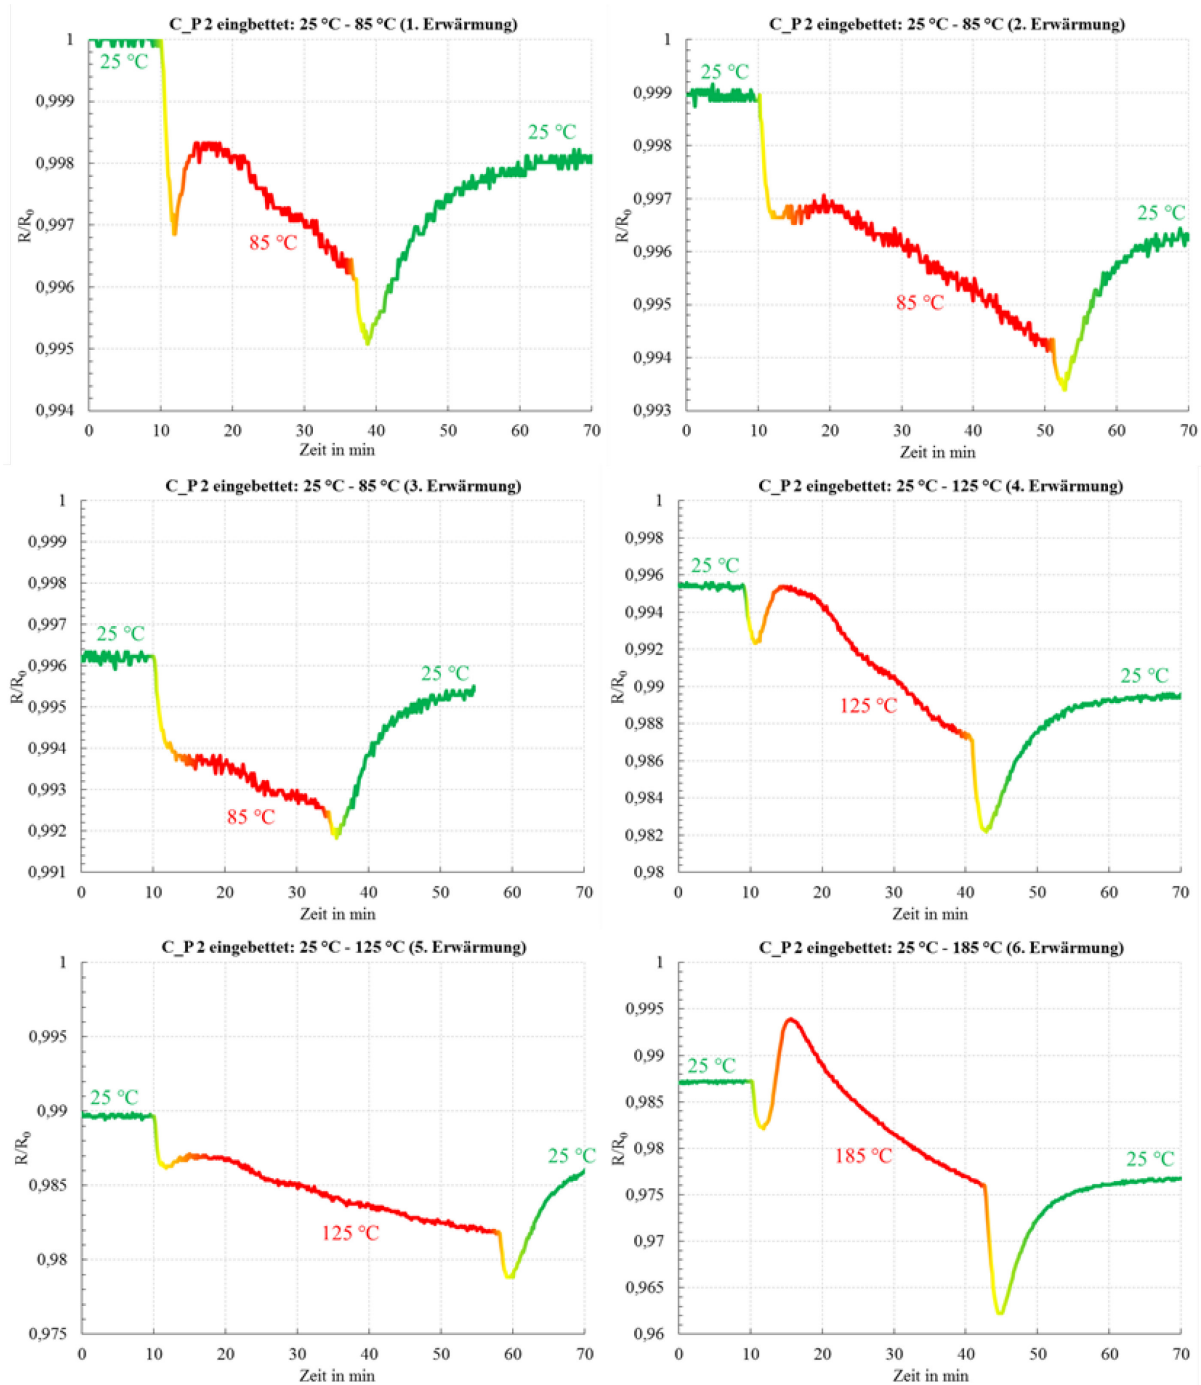 C_P 2 eingbettet: 25 °C - 85 °C (1. Erwärmung)
1
0,999
0,998
0,997
0,996
0,995
0,994
R/R0
25 °C
85 °C
25 °C
0 10 20 30 40 50 60 70
Zeit in min
C_P 2 eingebettet: 25 °C - 85 °C (2. Erwärmung)
1
0,999
0,998
0,997
0,996
0,995
0,994
0,993
R/R0
25 °C
85 °C
25 °C
0 10 20 30 40 50 60 70
Zeit in min
C_P 2 eingebettet: 25 °C - 85 °C (3. Erwärmung)
1
0,999
0,998
0,997
0,996
0,995
0,994
0,993
0,992
0,991
R/R0
25 °C
85 °C
25 °C
0 10 20 30 40 50 60 70
Zeit in min
C_P 2 eingebettet: 25 °C - 125 °C (4. Erwärmung)
1
0,998
0,996
0,994
0,992
0,99
0,988
0,986
0,984
0,982
0,98
R/R0
25 °C
125 °C
25 °C
0 10 20 30 40 50 60 70
Zeit in min
C_P 2 eingebettet: 25 °C - 125 °C (5. Erwärmung)
1
0,995
0,99
0,985
0,98
0,975
R/R0
25 °C
125 °C
25 °C
0 10 20 30 40 50 60 70
Zeit in min
C_P 2 eingebettet: 25 °C - 185 °C (6. Erwärmung)
1
0,995
0,99
0,985
0,98
0,975
0,97
0,965
0,96
R/R0
25 °C
185 °C
25 °C
0 10 20 30 40 50 60 70
Zeit in min